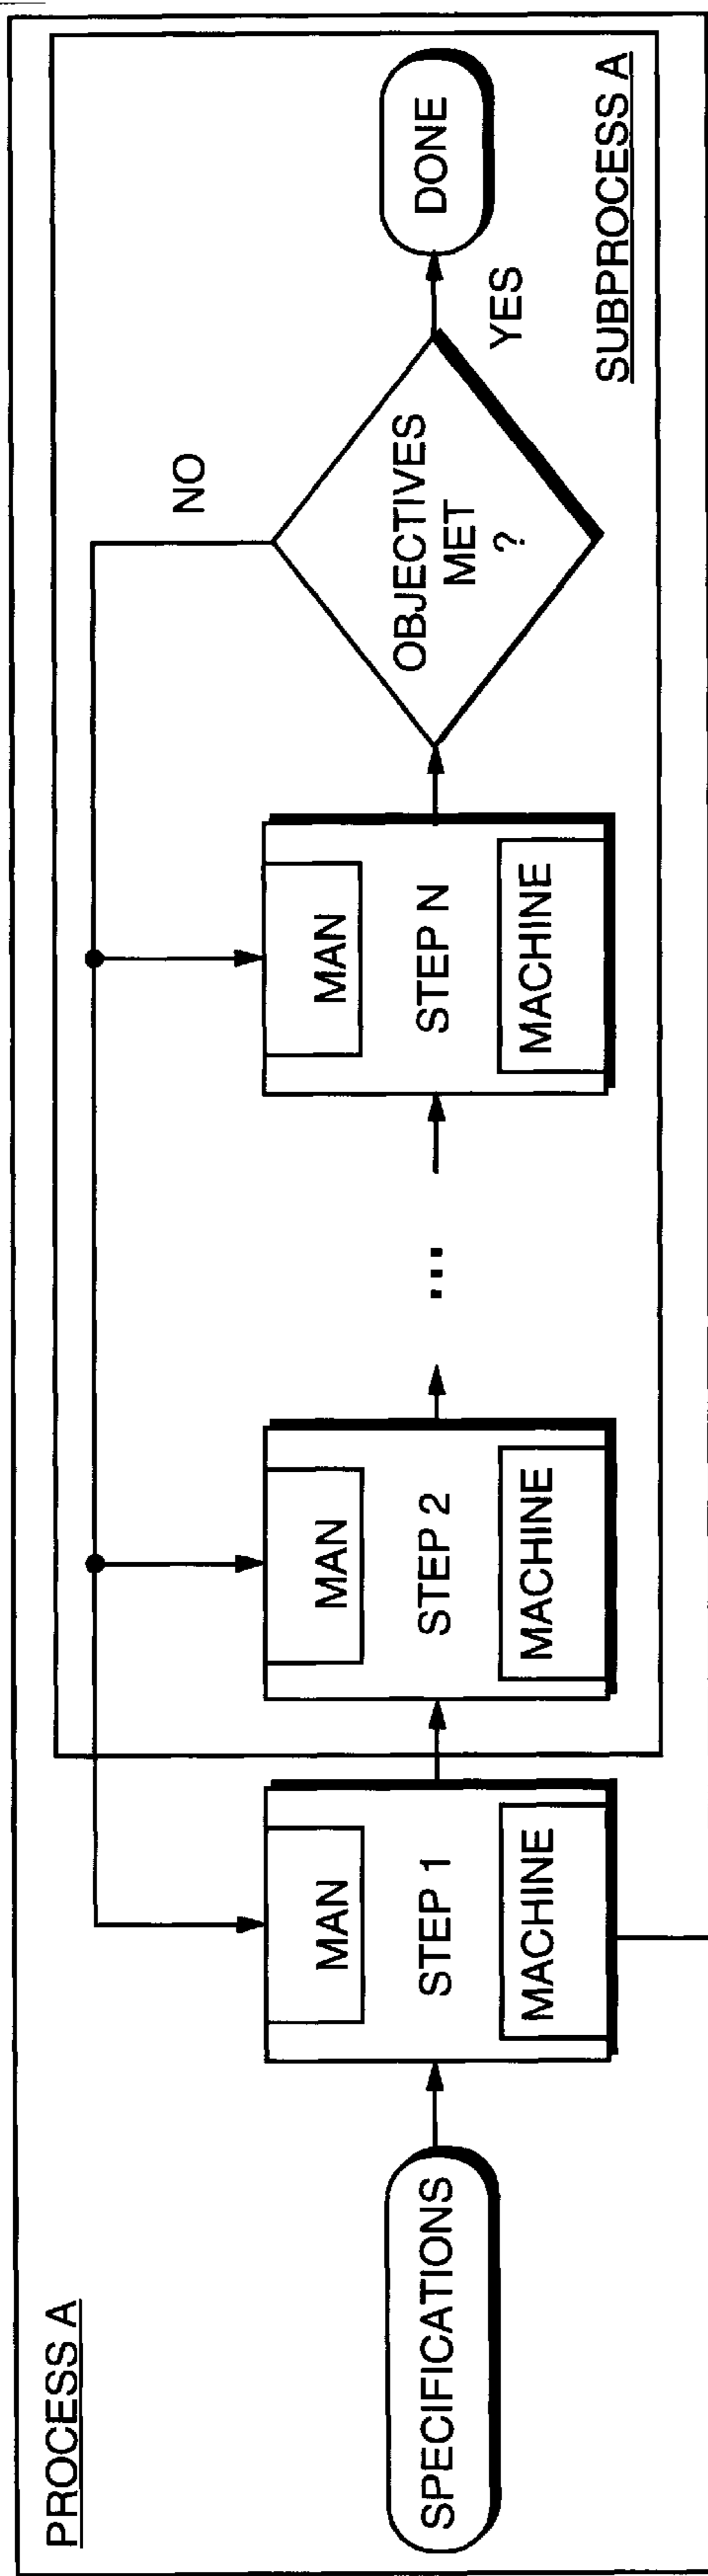 PROCESS A
SPECIFICATIONS
MAN
STEP 1
MACHINE
MAN
STEP 2
MACHINE
...
MAN
STEP N
MACHINE
NO
OBJECTIVES
MET
?
YES
DONE
SUBPROCESS A